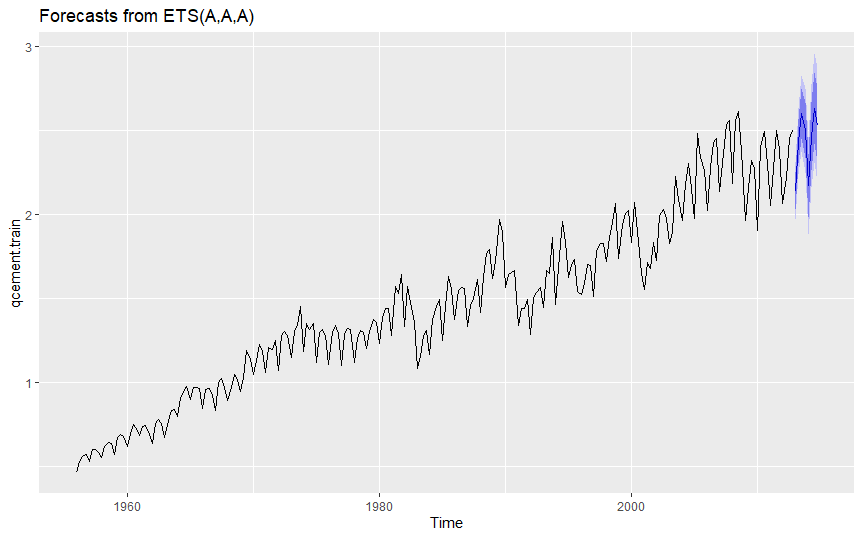 Forecasts from ETS(A,A,A)
3
2
1
qcement.train
1960
1980
2000
Time